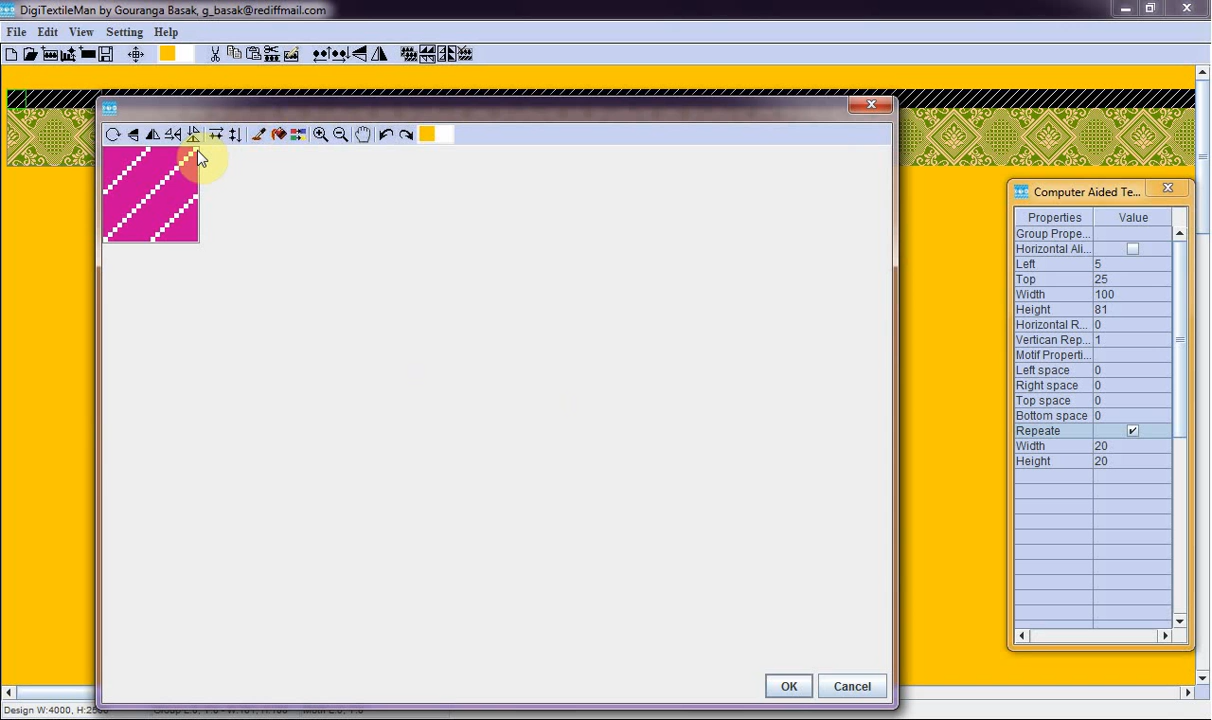 DigiTextileMan by Gouranga Basak, g_basak@rediffmail.com
File Edit View Setting Help
Computer Aided Te...
Properties Value
Group Prope...
Horizontal Ali...
Left 5
Top 25
Width 100
Height 81
Horizontal R... 0
Vertican Rep... 1
Motif Properti...
Left space 0
Right space 0
Top space 0
Bottom space 0
Repeate
Width 20
Height 20
OK Cancel
Design W:4000, H: